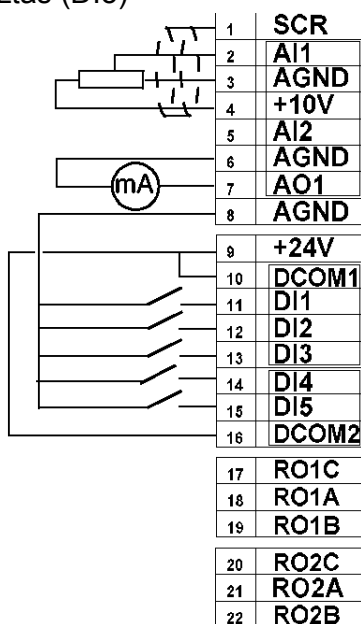 (DI5)
1 SCR
2 AI1
3 AGND
4 +10V
5 AI2
6 AGND
mA
7 AO1
8 AGND
9 +24V
10 DCOM1
11 DI1
12 DI2
13 DI3
14 DI4
15 DI5
16 DCOM2
17 RO1C
18 RO1A
19 RO1B
20 RO2C
21 RO2A
22 RO2B